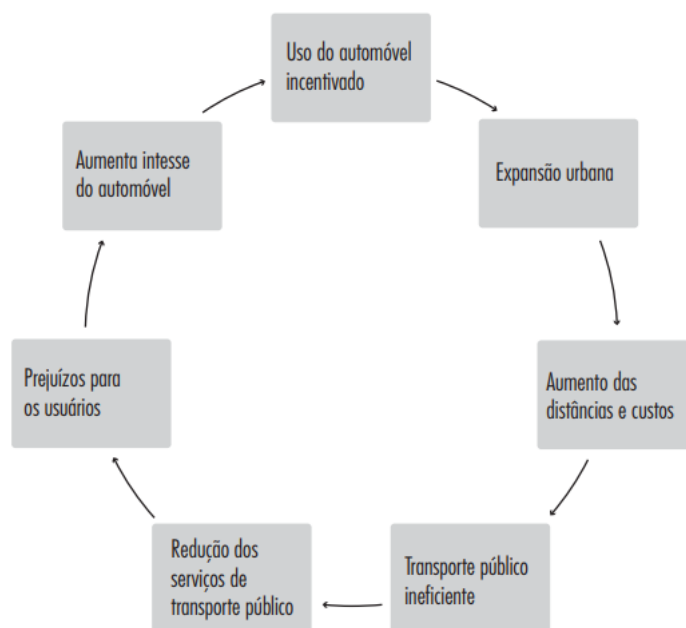 Uso do automóvel
incentivado
Expansão urbana
Aumento das
distâncias e custos
Transporte público
ineficiente
Redução dos
serviços de
transporte público
Prejuízos para
os usuários
Aumenta intesse
do automóvel